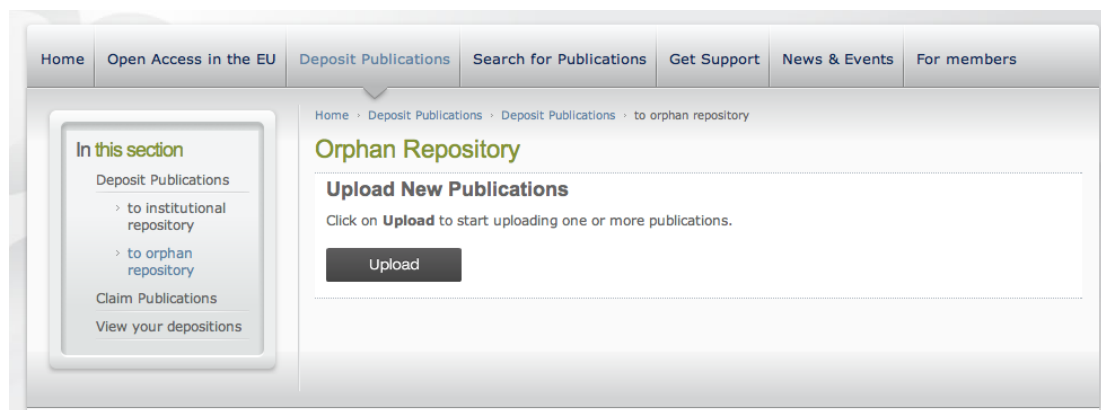 Home Open Access in the EU Deposit Publications Search for Publications Get Support News & Events For members
Home › Deposit Publications › Deposit Publications › to orphan repository
In this section
Deposit Publications
› to institutional
repository
› to orphan
repository
Claim Publications
View your depositions
Orphan Repository
Upload New Publications
Click on Upload to start uploading one or more publications.
Upload